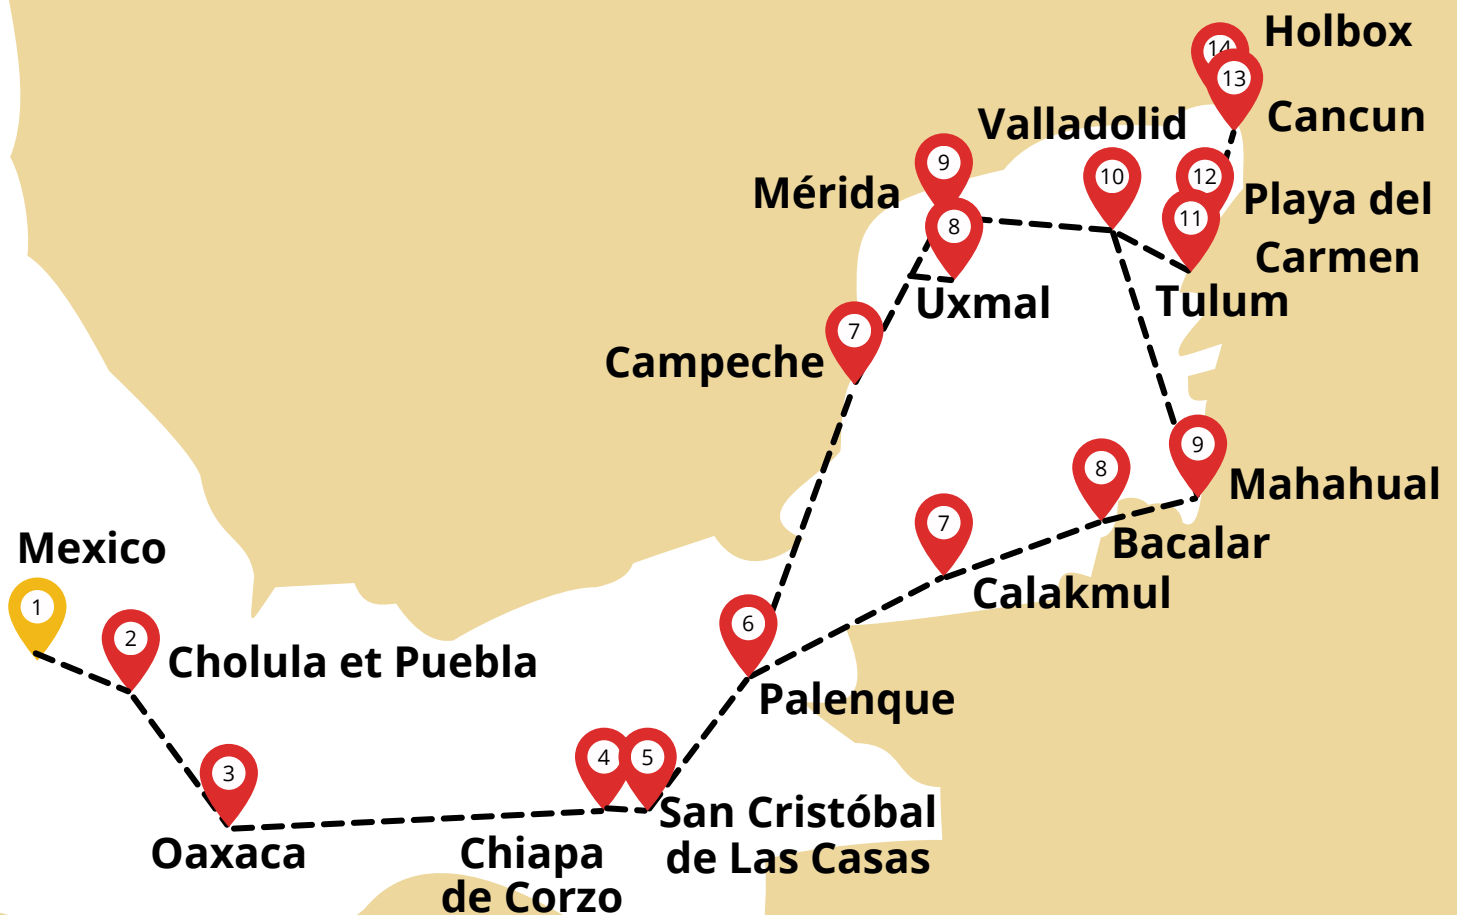 14
Holbox
13
Cancun
Valladolid
9
10
12
Mérida
Playa del
8
11
Carmen
Uxmal
Tulum
7
Campeche
9
8
Mahahual
7
Bacalar
Mexico
Calakmul
1
6
2
Cholula et Puebla
Palenque
4
5
3
San Cristóbal
de Las Casas
Oaxaca
Chiapa
de Corzo